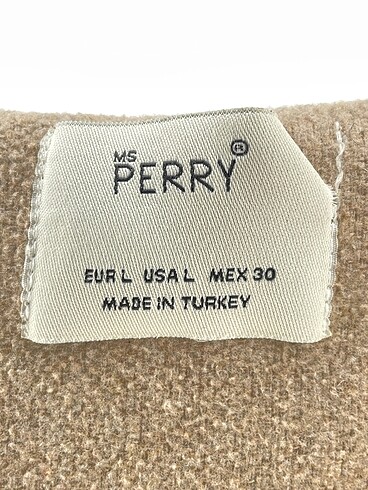 MS
PERRY®
EUR L USA L MEX 30
MADE IN TURKEY